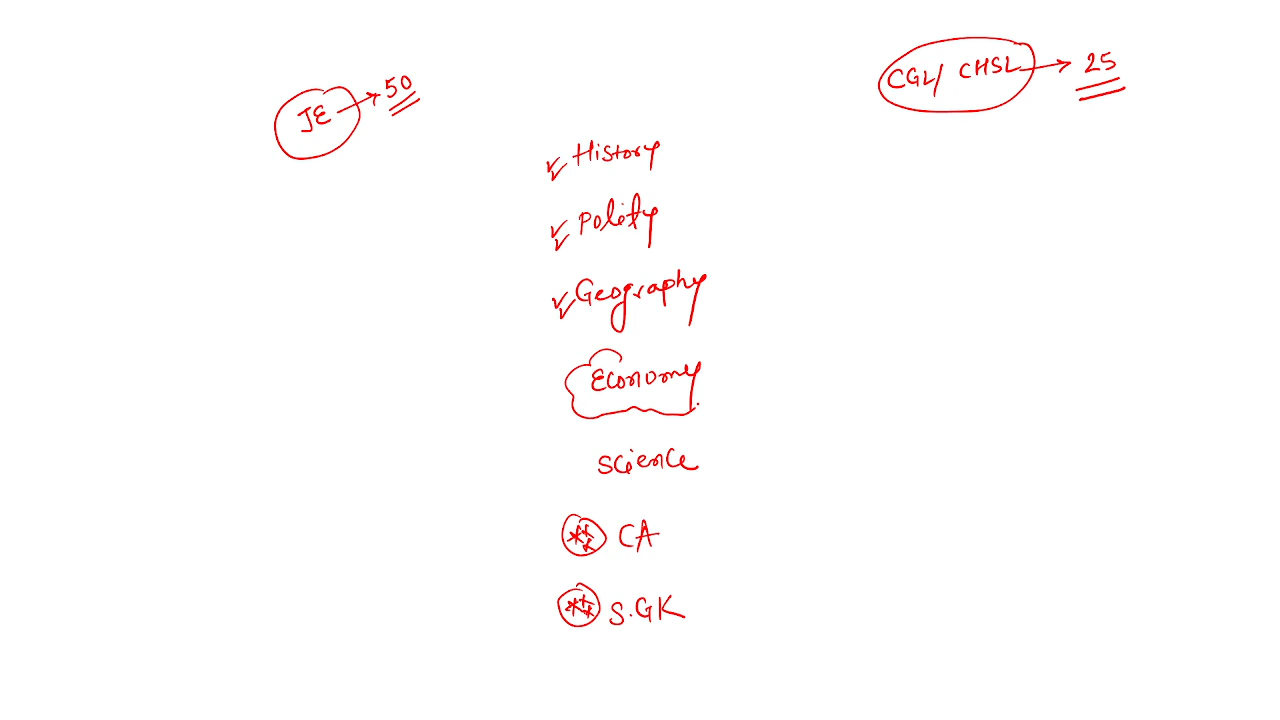 JE → 50
CGL/ CHSL → 25
History
Polity
Geography
Economy
Science
CA
S.GK